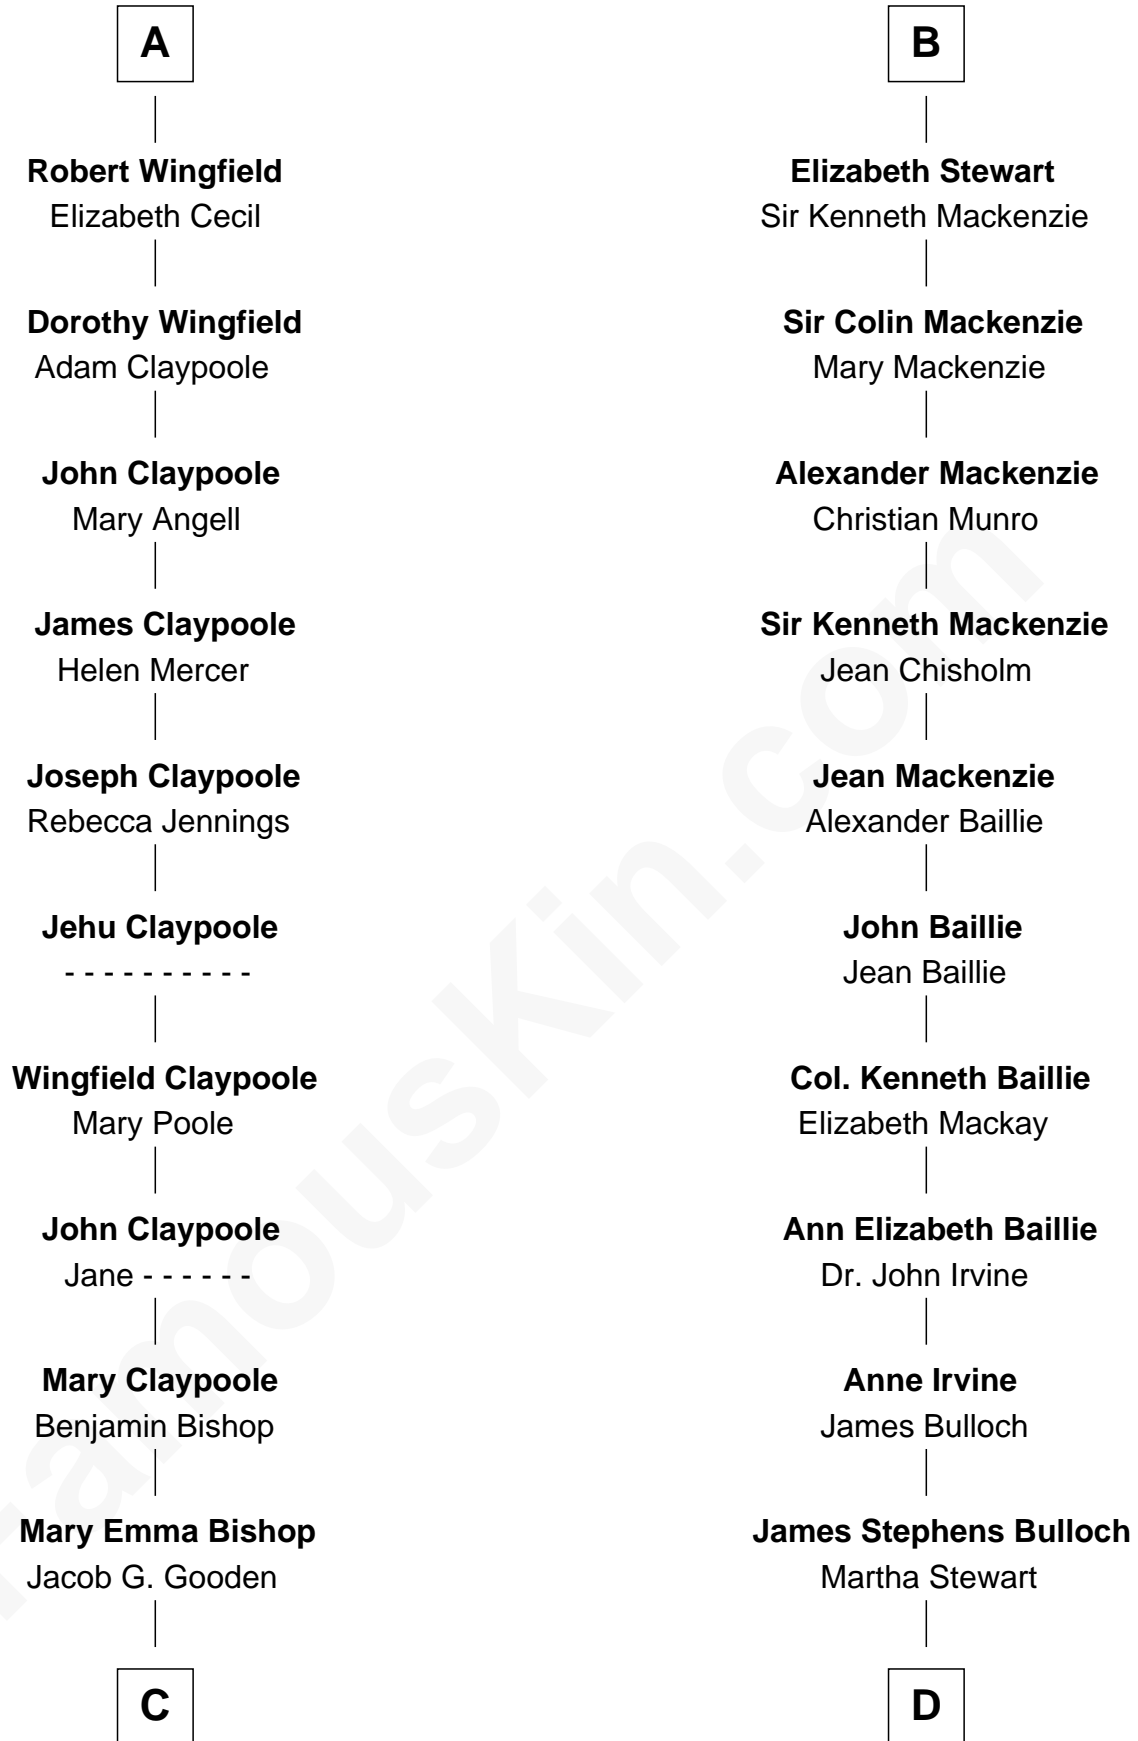 A
Robert Wingfield
Elizabeth Cecil
Dorothy Wingfield
Adam Claypoole
John Claypoole
Mary Angell
James Claypoole
Helen Mercer
Joseph Claypoole
Rebecca Jennings
Jehu Claypoole
- - - - - - - - - -
Wingfield Claypoole
Mary Poole
John Claypoole
Jane - - - - - -
Mary Claypoole
Benjamin Bishop
Mary Emma Bishop
Jacob G. Gooden
C
B
Elizabeth Stewart
Sir Kenneth Mackenzie
Sir Colin Mackenzie
Mary Mackenzie
Alexander Mackenzie
Christian Munro
Sir Kenneth Mackenzie
Jean Chisholm
Jean Mackenzie
Alexander Baillie
John Baillie
Jean Baillie
Col. Kenneth Baillie
Elizabeth Mackay
Ann Elizabeth Baillie
Dr. John Irvine
Anne Irvine
James Bulloch
James Stephens Bulloch
Martha Stewart
D
FamousKin.com